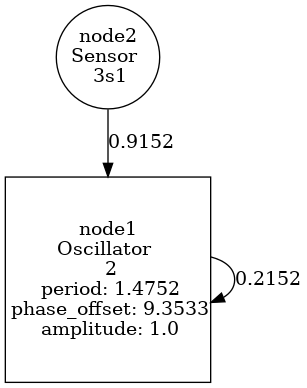 node2
Sensor
3s1
0.9152
node1
Oscillator
2
period: 1.4752
phase_offset: 9.3533
amplitude: 1.0
0.2152